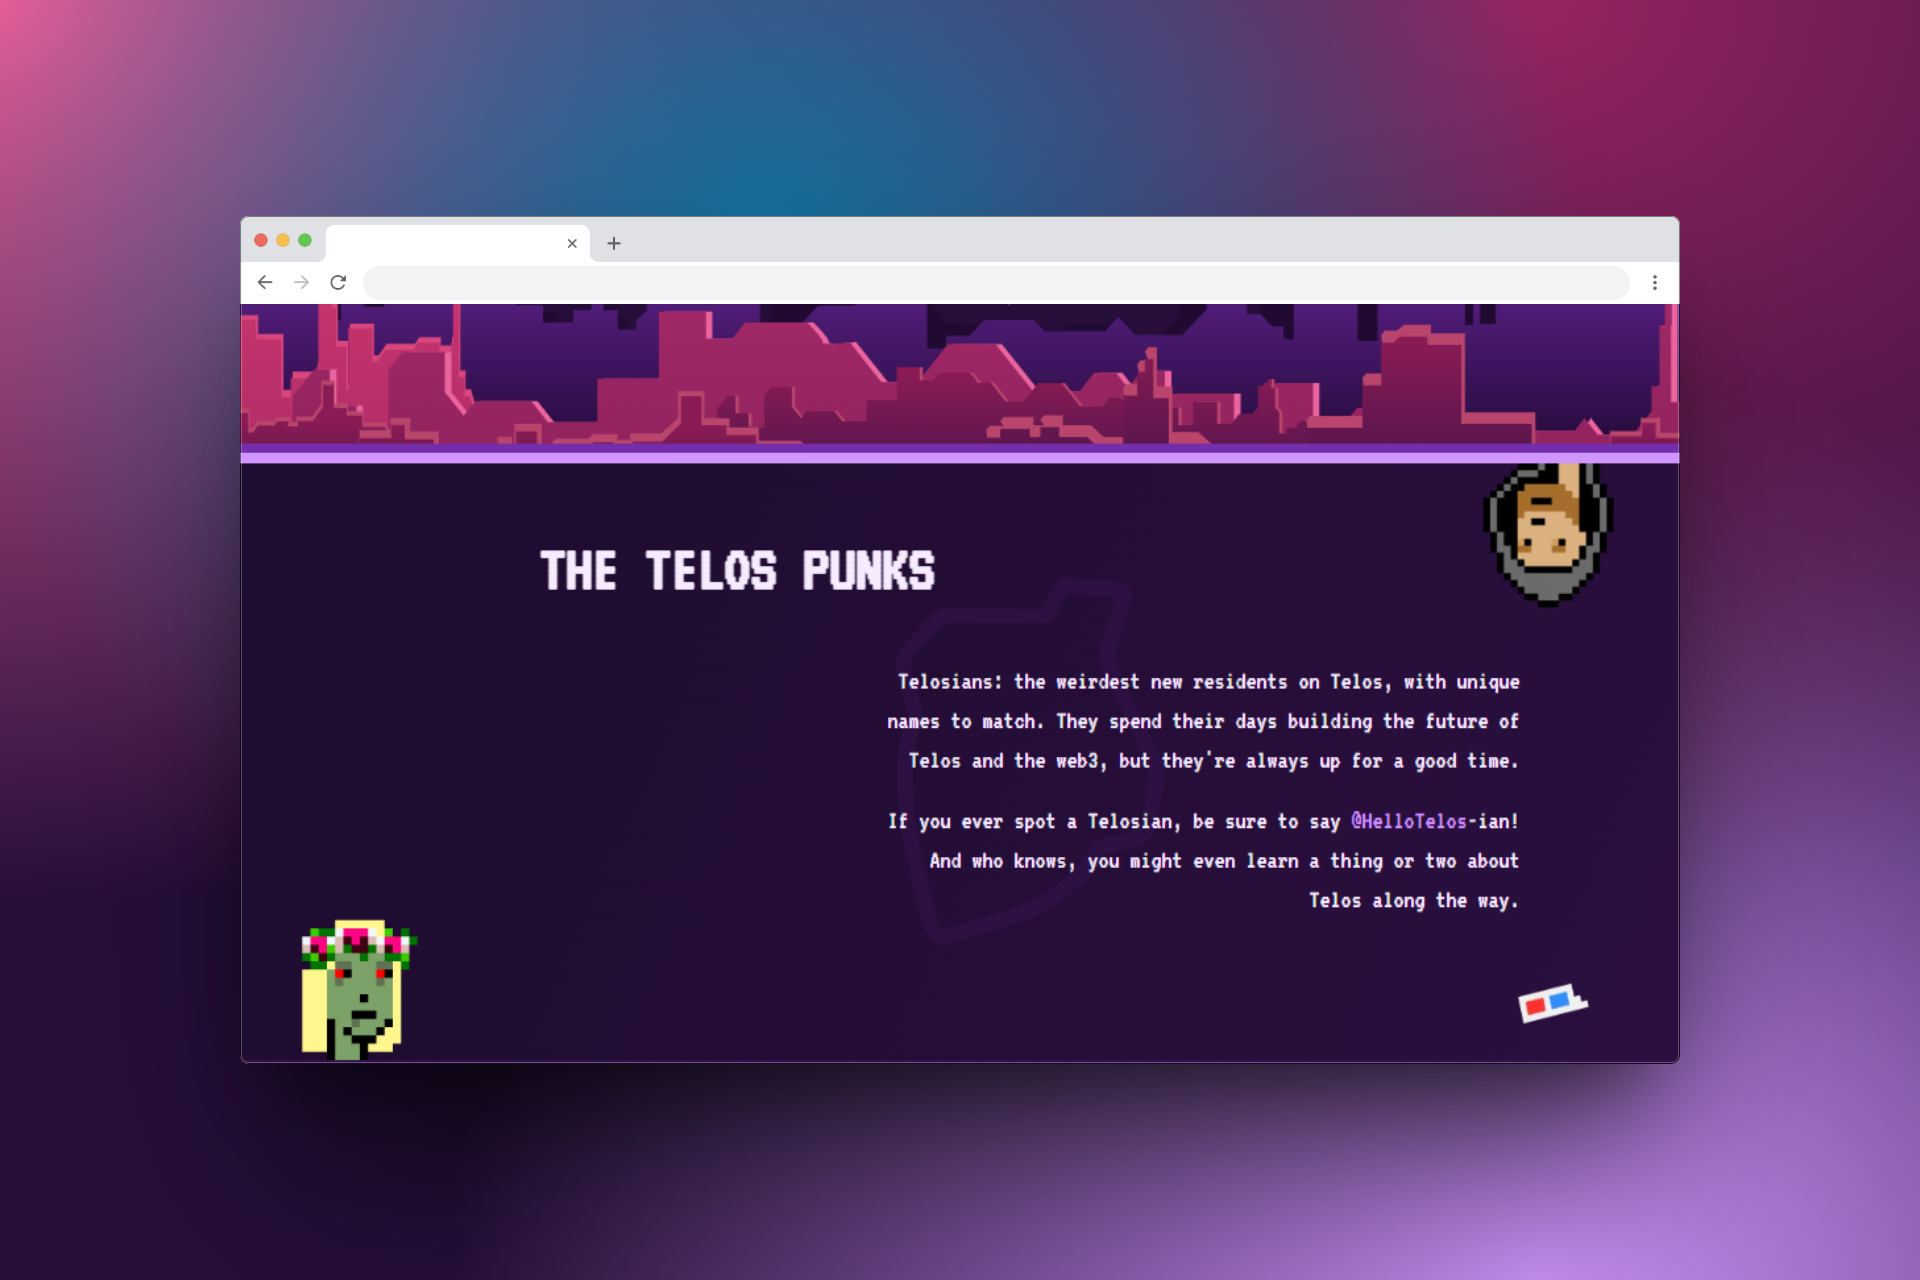 THE TELOS PUNKS
Telosians: the weirdest new residents on Telos, with unique
names to match. They spend their days building the future of
Telos and the web3, but they're always up for a good time.
If you ever spot a Telosian, be sure to say @HelloTelos-ian!
And who knows, you might even learn a thing or two about
Telos along the way.